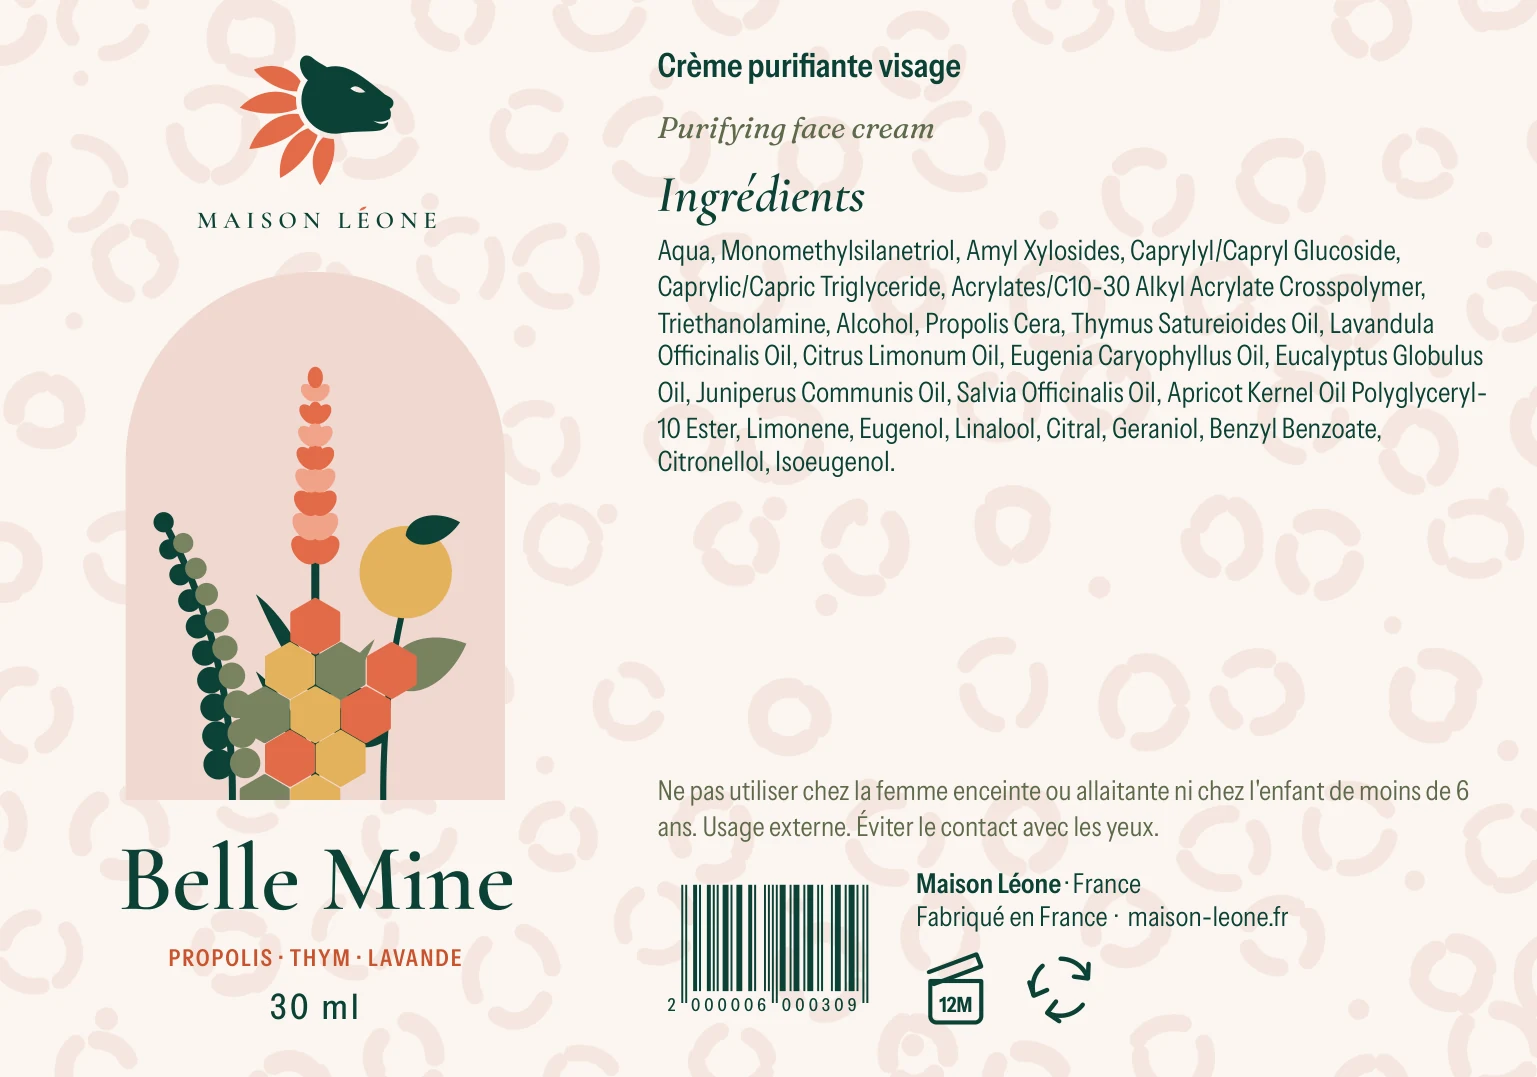 MAISON LÉONE
Belle Mine
PROPOLIS · THYM · LAVANDE
30 ml
Crème purifiante visage
Purifying face cream
Ingrédients
Aqua, Monomethylsilanetriol, Amyl Xylosides, Caprylyl/Capryl Glucoside,
Caprylic/Capric Triglyceride, Acrylates/C10-30 Alkyl Acrylate Crosspolymer,
Triethanolamine, Alcohol, Propolis Cera, Thymus Satureioides Oil, Lavandula
Officinalis Oil, Citrus Limonum Oil, Eugenia Caryophyllus Oil, Eucalyptus Globulus
Oil, Juniperus Communis Oil, Salvia Officinalis Oil, Apricot Kernel Oil Polyglyceryl-
10 Ester, Limonene, Eugenol, Linalool, Citral, Geraniol, Benzyl Benzoate,
Citronellol, Isoeugenol.
Ne pas utiliser chez la femme enceinte ou allaitante ni chez l'enfant de moins de 6
ans. Usage externe. Éviter le contact avec les yeux.
2 000006 000309
Maison Léone · France
Fabriqué en France · maison-leone.fr
12M